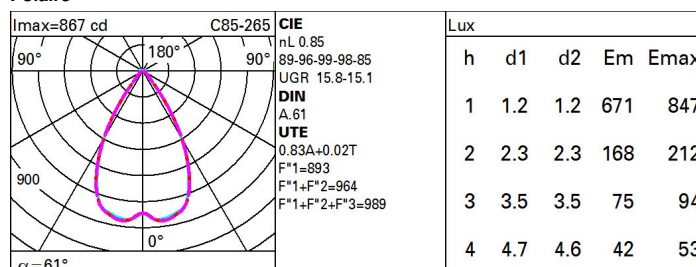 Imax=867 cd C85-265
90° 180° 90°
900
0°
α=61°
CIE
nL 0.85
89-96-99-98-85
UGR 15.8-15.1
DIN
A.61
UTE
0.83A+0.02T
F"1=893
F"1+F"2=964
F"1+F"2+F"3=989
Lux
h d1 d2 Em Emax
1 1.2 1.2 671 847
2 2.3 2.3 168 212
3 3.5 3.5 75 94
4 4.7 4.6 42 53